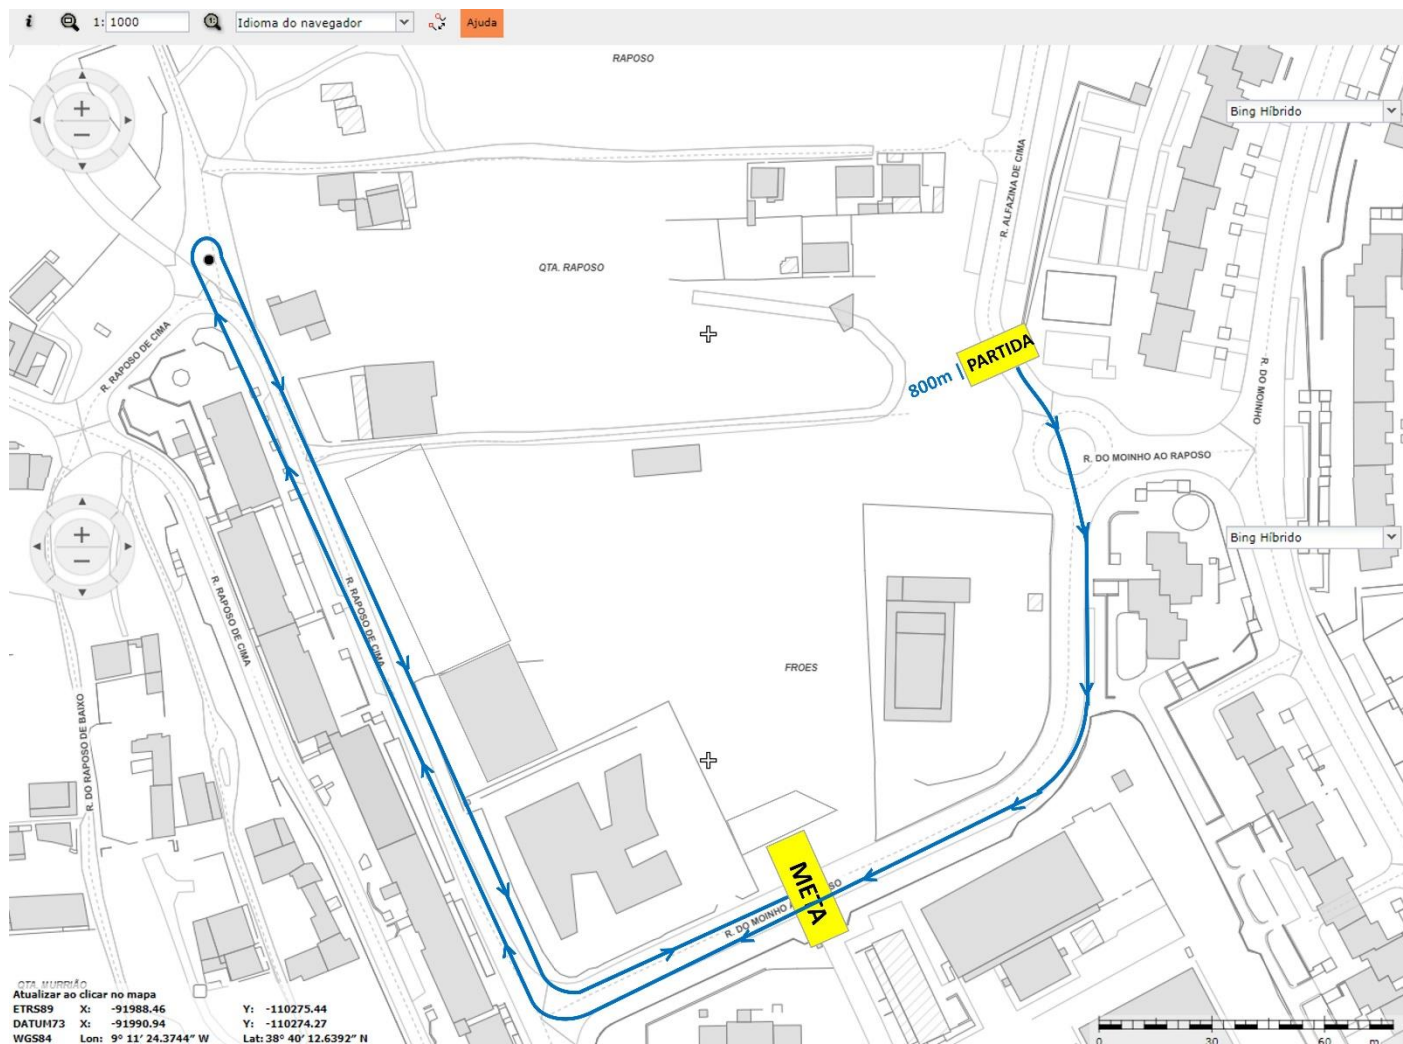 i 1: 1000 Idioma do navegador Ajuda
RAPOSO
Bing Híbrido
R. ALFAZINA DE CIMA
QTA. RAPOSO
R. RAPOSO DE CIMA
PARTIDA
800m |
R. DO MOINHO
R. DO MOINHO AO RAPOSO
Bing Híbrido
R. RAPOSO DE CIMA
R. RAPOSO DE CIMA
FROES
R. DO RAPOSO DE BAIXO
META
R. DO MOINHO A SO
QTA. MURRIÃO
Atualizar ao clicar no mapa
ETRS89 X: -91988.46 Y: -110275.44
DATUM73 X: -91990.94 Y: -110274.27
WGS84 Lon: 9° 11' 24.3744" W Lat: 38° 40' 12.6392" N
0 30 60 m